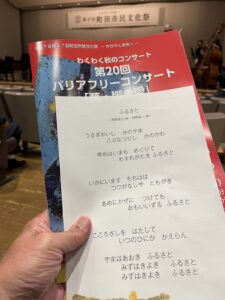 町田市民文化祭
わくわく秋のコンサート
第20回
バリアフリーコンサート
ふるさと
うさぎおいし かのやま
こぶなつりし かのかわ
ゆめはいまも めぐりて
わすれがたき ふるさと
いかにいます ちちはは
つつがなしや ともがき
あめにかぜに つけても
おもいいずる ふるさと
こころざしを はたして
いつのひにか かえらん
やまはあおき ふるさと
みずはきよき ふるさと
みずはきよき ふるさと